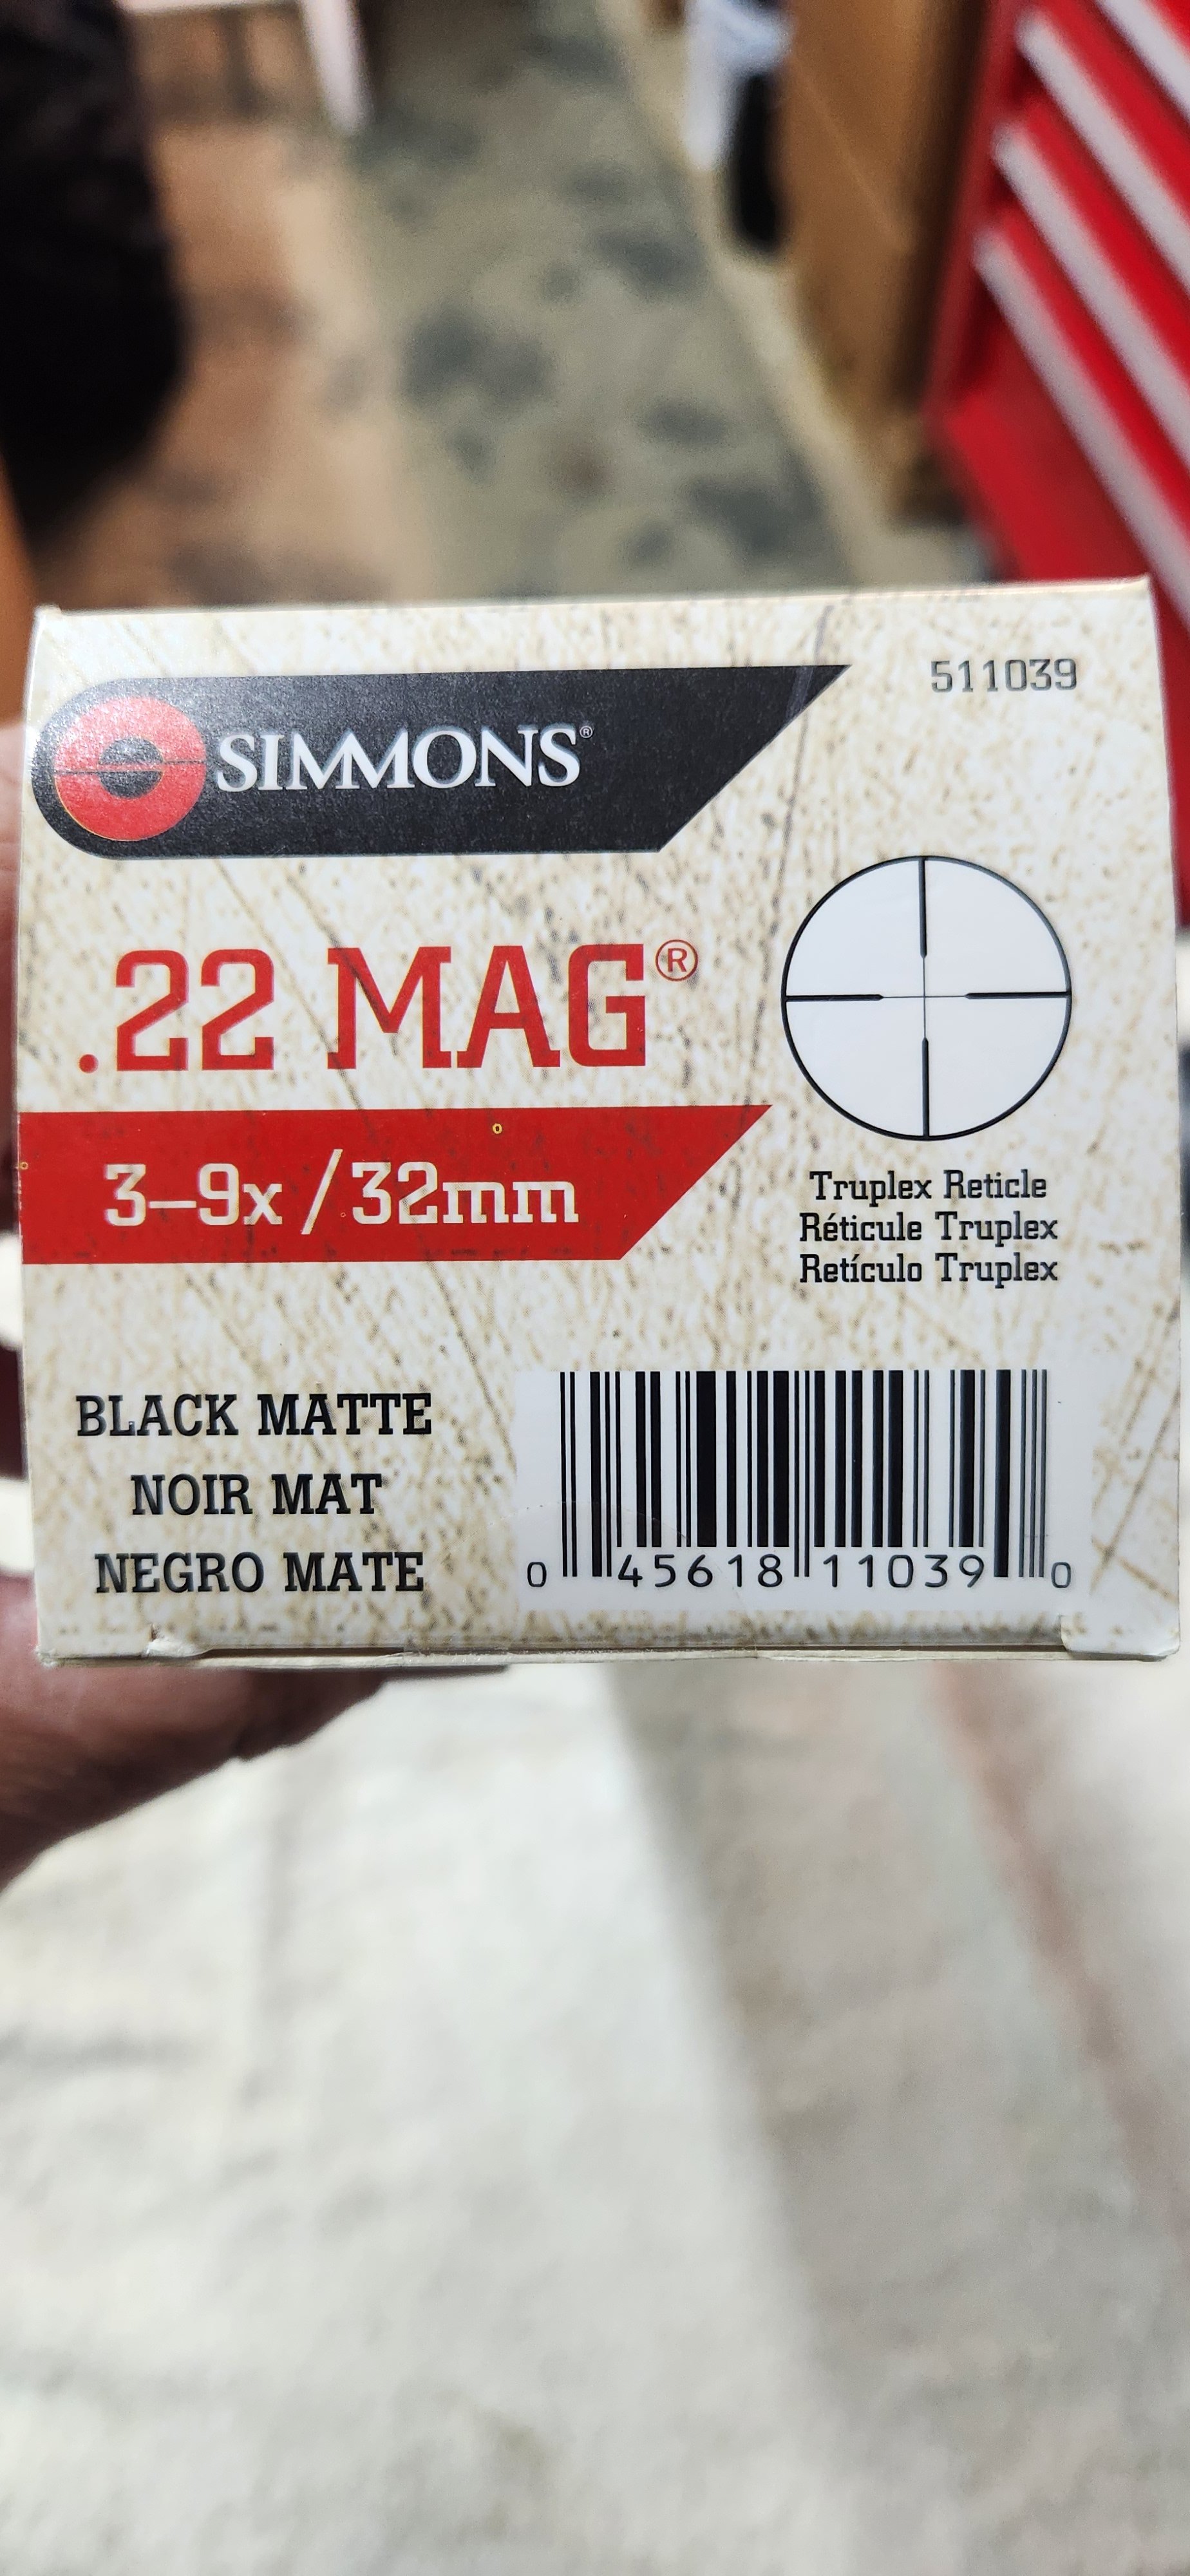 511039
SIMMONS®
.22 MAG®
3–9x / 32mm
Truplex Reticle
Réticule Truplex
Retículo Truplex
BLACK MATTE
NOIR MAT
NEGRO MATE
0 45618 11039 0